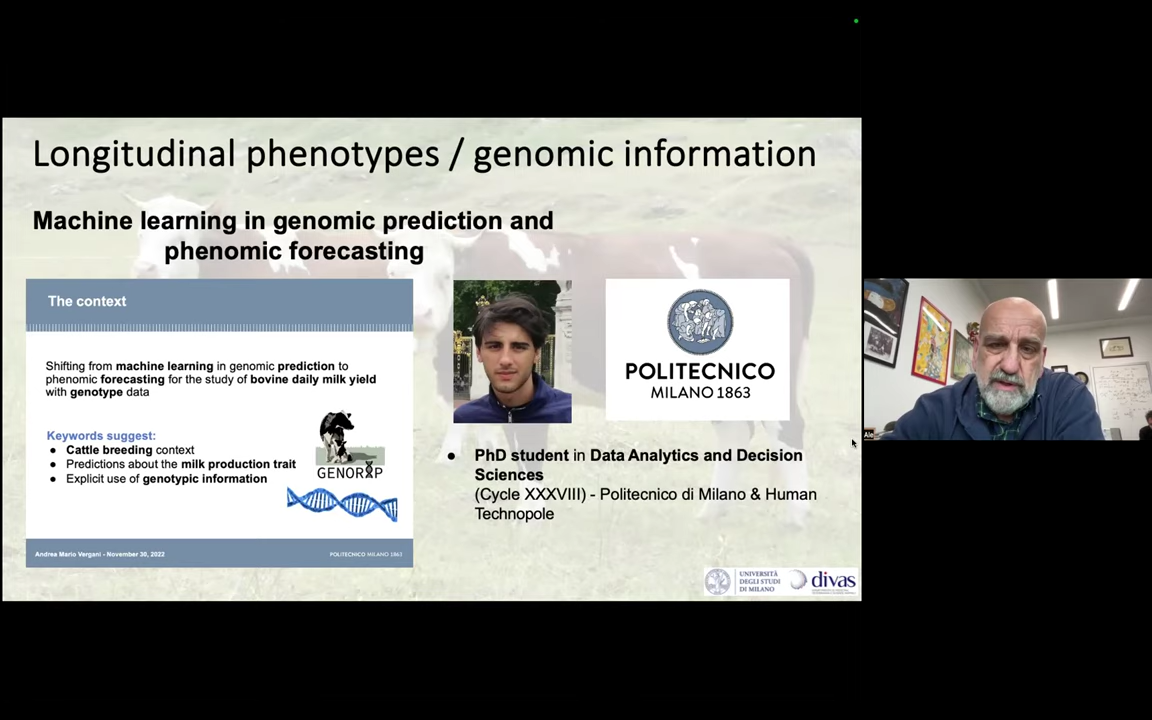 Longitudinal phenotypes / genomic information
Machine learning in genomic prediction and
phenomic forecasting
The context
Shifting from machine learning in genomic prediction to
phenomic forecasting for the study of bovine daily milk yield
with genotype data
Keywords suggest:
● Cattle breeding context
● Predictions about the milk production trait
● Explicit use of genotypic information
GENORIP
Andrea Mario Vergani - November 30, 2022
POLITECNICO MILANO 1863
POLITECNICO
MILANO 1863
● PhD student in Data Analytics and Decision
Sciences
(Cycle XXXVIII) - Politecnico di Milano & Human
Technopole
UNIVERSITÀ
DEGLI STUDI
DI MILANO
divas
Ale